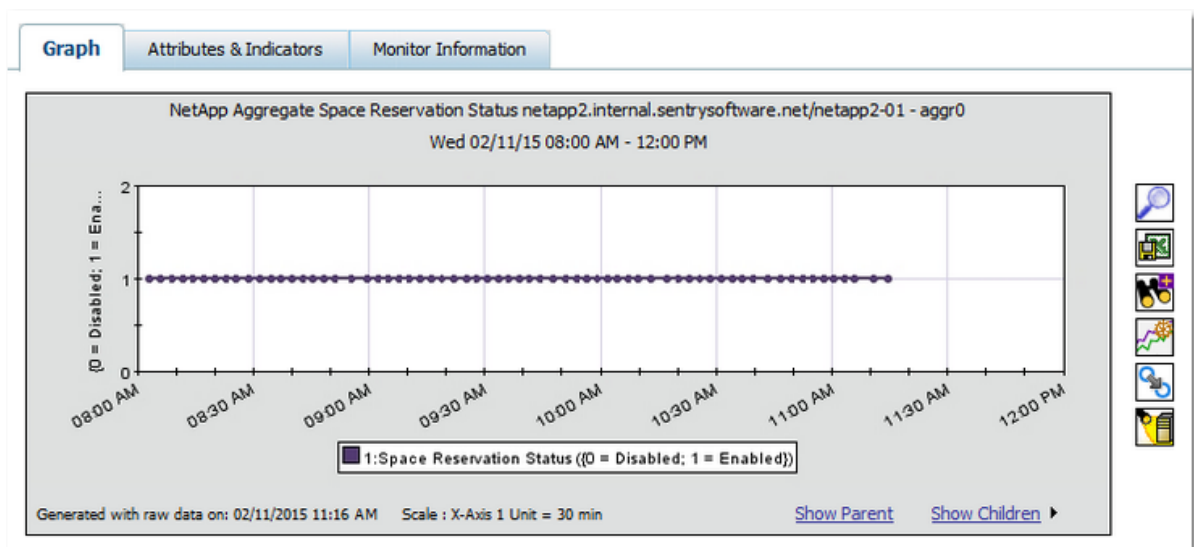 Graph Attributes & Indicators Monitor Information
NetApp Aggregate Space Reservation Status netapp2.internal.sentrysoftware.net/netapp2-01 - aggr0
Wed 02/11/15 08:00 AM - 12:00 PM
{0 = Disabled; 1 = Ena...
2
1
0
08:00 AM 08:30 AM 09:00 AM 09:30 AM 10:00 AM 10:30 AM 11:00 AM 11:30 AM 12:00 PM
1:Space Reservation Status ({0 = Disabled; 1 = Enabled})
Generated with raw data on: 02/11/2015 11:16 AM Scale : X-Axis 1 Unit = 30 min Show Parent Show Children